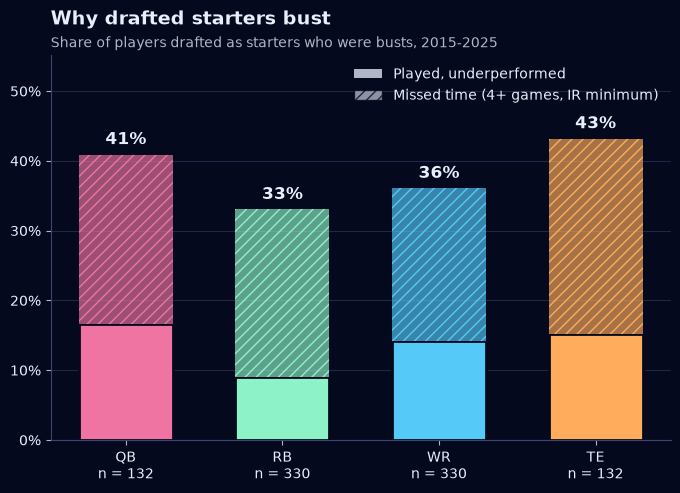 Why drafted starters bust
Share of players drafted as starters who were busts, 2015-2025
Played, underperformed
Missed time (4+ games, IR minimum)
50%
40%
30%
20%
10%
0%
41%
33%
36%
43%
QB
n = 132
RB
n = 330
WR
n = 330
TE
n = 132